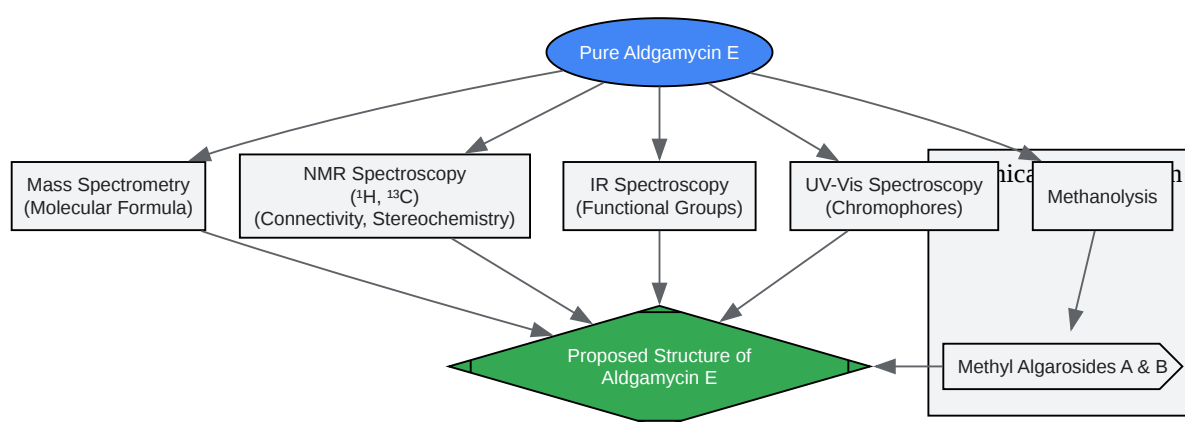 Pure Aldgamycin E
Mass Spectrometry
(Molecular Formula)
NMR Spectroscopy
(¹H, ¹³C)
(Connectivity, Stereochemistry)
IR Spectroscopy
(Functional Groups)
UV-Vis Spectroscopy
(Chromophores)
Methanolysis
Proposed Structure of
Aldgamycin E
Methyl Algarosides A & B